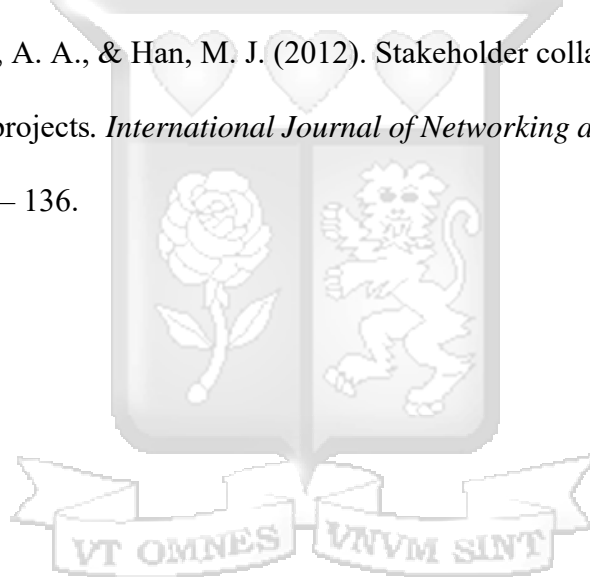 , A. A., & Han, M. J. (2012). Stakeholder colla
projects. International Journal of Networking a
– 136.
VT OMNES VNVM SINT